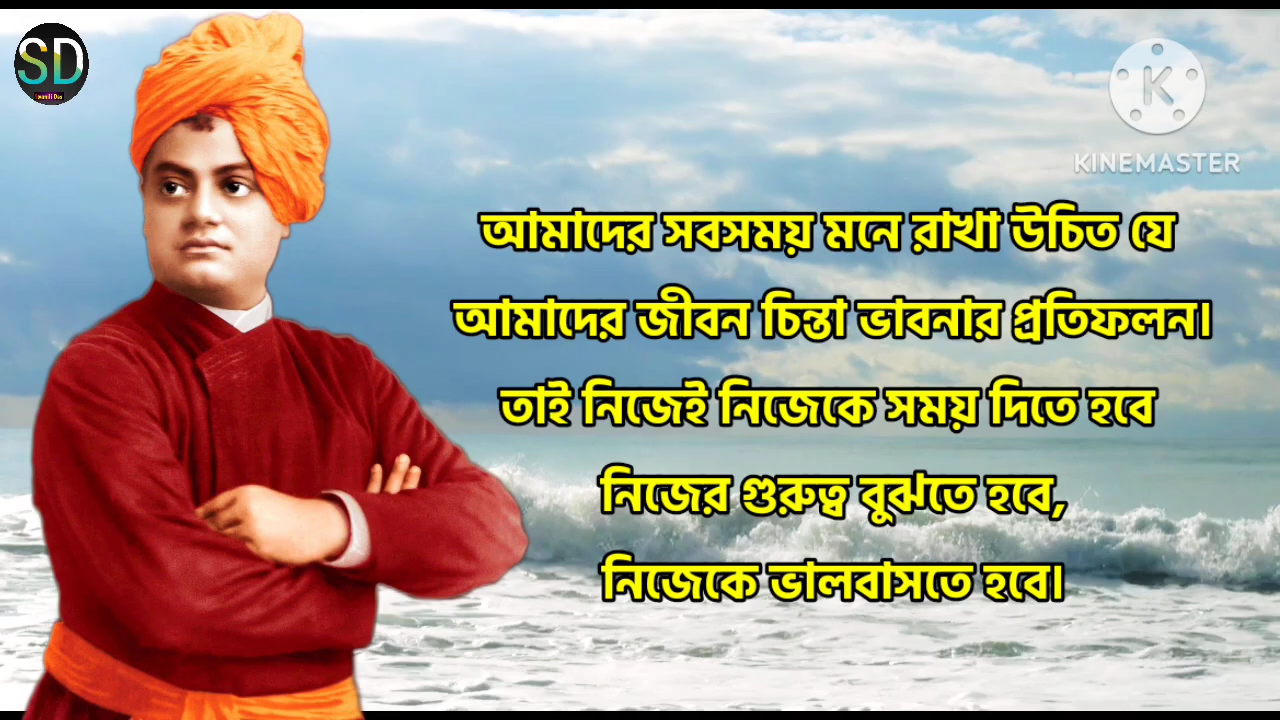 SD
KINEMASTER
আমাদের সবসময় মনে রাখা উচিত যে
আমাদের জীবন চিন্তা ভাবনার প্রতিফলন।
তাই নিজেই নিজেকে সময় দিতে হবে
নিজের গুরুত্ব বুঝতে হবে,
নিজেকে ভালবাসতে হবে।